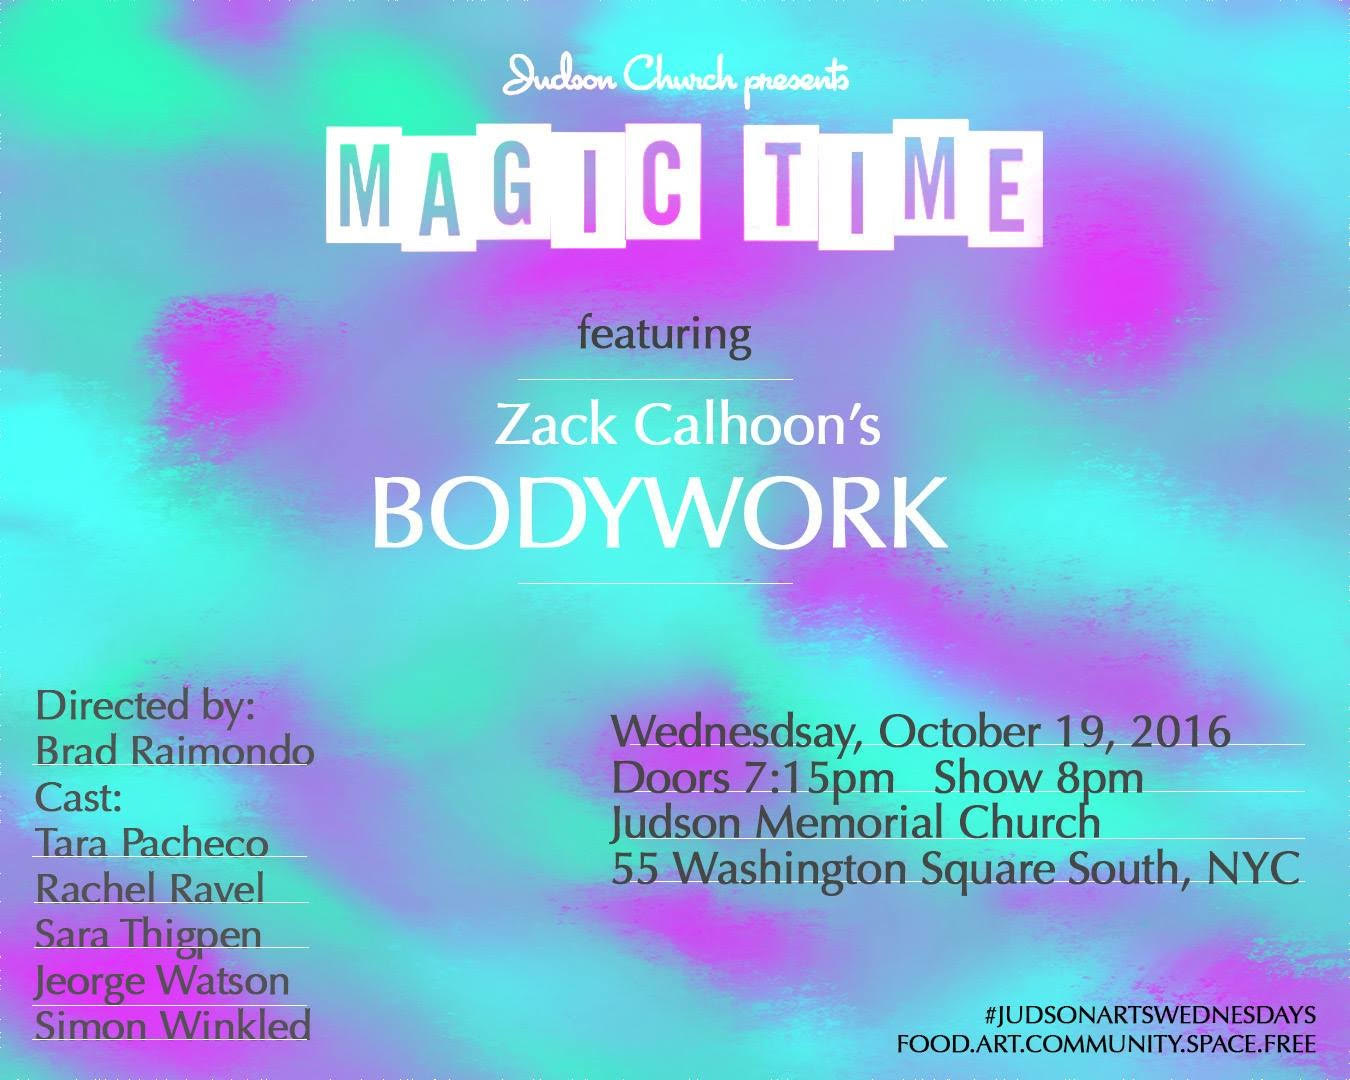 Judson Church presents
MAGIC TIME
featuring
Zack Calhoon's
BODYWORK
Directed by:
Brad Raimondo
Cast:
Tara Pacheco
Rachel Ravel
Sara Thigpen
Jeorge Watson
Simon Winkled
Wednesdsay, October 19, 2016
Doors 7:15pm Show 8pm
Judson Memorial Church
55 Washington Square South, NYC
#JUDSONARTSWEDNESDAYS
FOOD.ART.COMMUNITY.SPACE.FREE